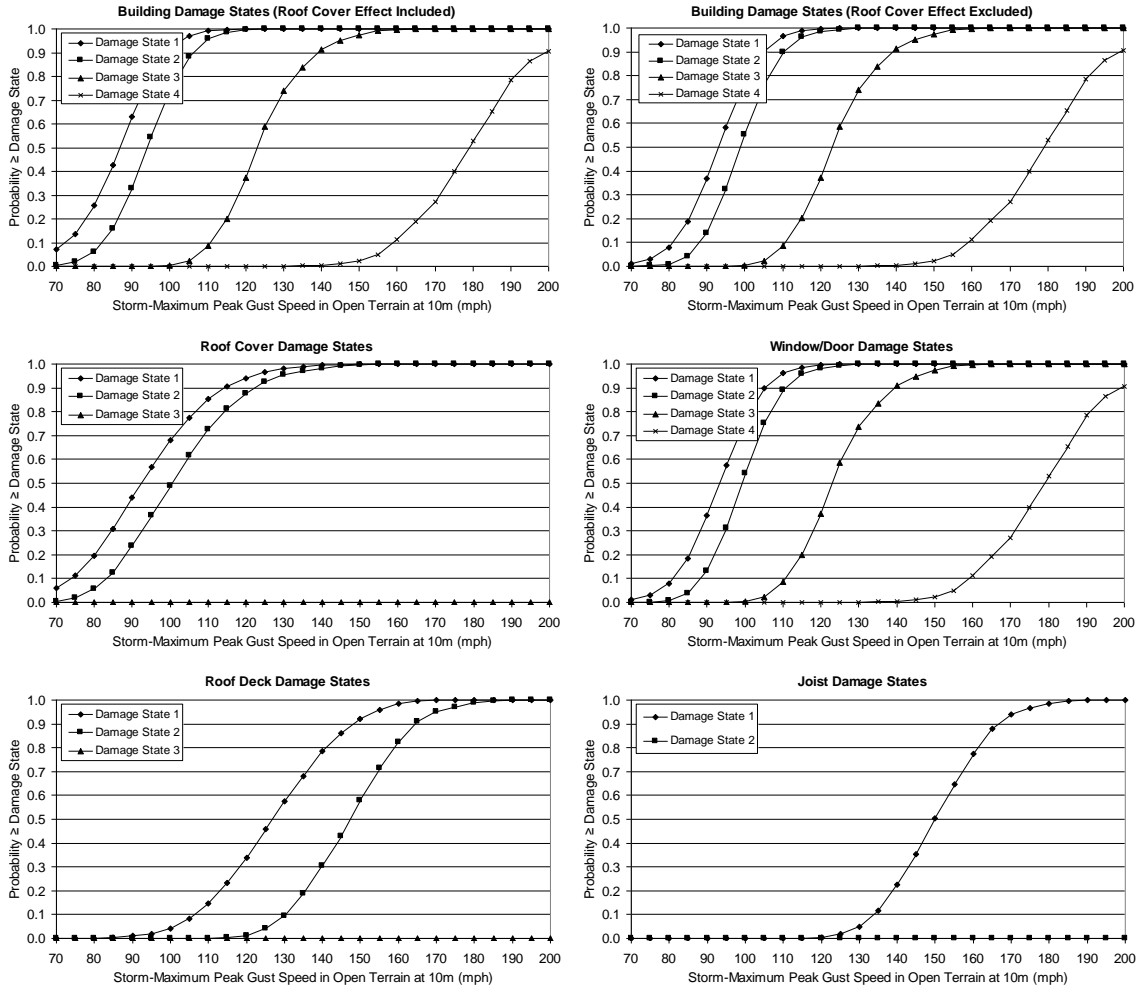 Building Damage States (Roof Cover Effect Included)
Probability ≥ Damage State
1.0
0.9
0.8
0.7
0.6
0.5
0.4
0.3
0.2
0.1
0.0
Damage State 1
Damage State 2
Damage State 3
Damage State 4
70 80 90 100 110 120 130 140 150 160 170 180 190 200
Storm-Maximum Peak Gust Speed in Open Terrain at 10m (mph)
Building Damage States (Roof Cover Effect Excluded)
Probability ≥ Damage State
1.0
0.9
0.8
0.7
0.6
0.5
0.4
0.3
0.2
0.1
0.0
Damage State 1
Damage State 2
Damage State 3
Damage State 4
70 80 90 100 110 120 130 140 150 160 170 180 190 200
Storm-Maximum Peak Gust Speed in Open Terrain at 10m (mph)
Roof Cover Damage States
Probability ≥ Damage State
1.0
0.9
0.8
0.7
0.6
0.5
0.4
0.3
0.2
0.1
0.0
Damage State 1
Damage State 2
Damage State 3
70 80 90 100 110 120 130 140 150 160 170 180 190 200
Storm-Maximum Peak Gust Speed in Open Terrain at 10m (mph)
Window/Door Damage States
Probability ≥ Damage State
1.0
0.9
0.8
0.7
0.6
0.5
0.4
0.3
0.2
0.1
0.0
Damage State 1
Damage State 2
Damage State 3
Damage State 4
70 80 90 100 110 120 130 140 150 160 170 180 190 200
Storm-Maximum Peak Gust Speed in Open Terrain at 10m (mph)
Roof Deck Damage States
Probability ≥ Damage State
1.0
0.9
0.8
0.7
0.6
0.5
0.4
0.3
0.2
0.1
0.0
Damage State 1
Damage State 2
Damage State 3
70 80 90 100 110 120 130 140 150 160 170 180 190 200
Storm-Maximum Peak Gust Speed in Open Terrain at 10m (mph)
Joist Damage States
Probability ≥ Damage State
1.0
0.9
0.8
0.7
0.6
0.5
0.4
0.3
0.2
0.1
0.0
Damage State 1
Damage State 2
70 80 90 100 110 120 130 140 150 160 170 180 190 200
Storm-Maximum Peak Gust Speed in Open Terrain at 10m (mph)